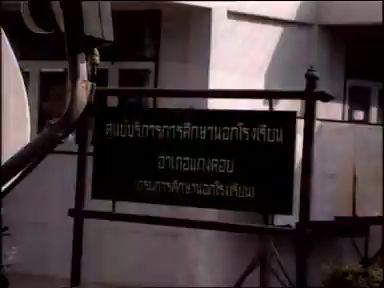 ศูนย์บริการการศึกษานอกโรงเรียน
อำเภอแก่งคอย
(กรมการศึกษานอกโรงเรียน)